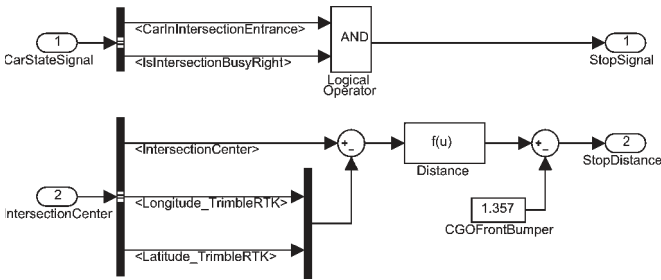 <CarInIntersectionEntrance>
1
AND
1
CarStateSignal
<IsIntersectionBusyRight>
StopSignal
Logical
Operator
+
−
f(u)
+
−
2
<IntersectionCenter>
Distance
StopDistance
2
<Longitude_TrimbleRTK>
1.357
IntersectionCenter
CGOFrontBumper
<Latitude_TrimbleRTK>